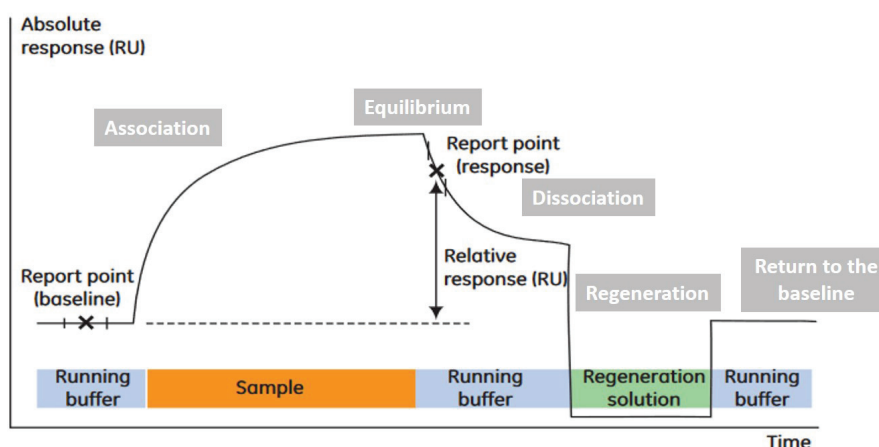 Absolute
response (RU)
Equilibrium
Association
Report point
(response)
Dissociation
Relative
response (RU)
Report point
(baseline)
Regeneration
Return to the
baseline
Running
buffer
Sample
Running
buffer
Regeneration
solution
Running
buffer
Time